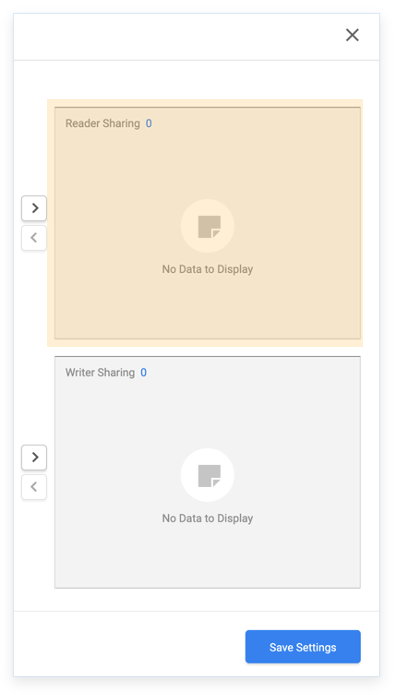 Reader Sharing 0
No Data to Display
Writer Sharing 0
No Data to Display
Save Settings